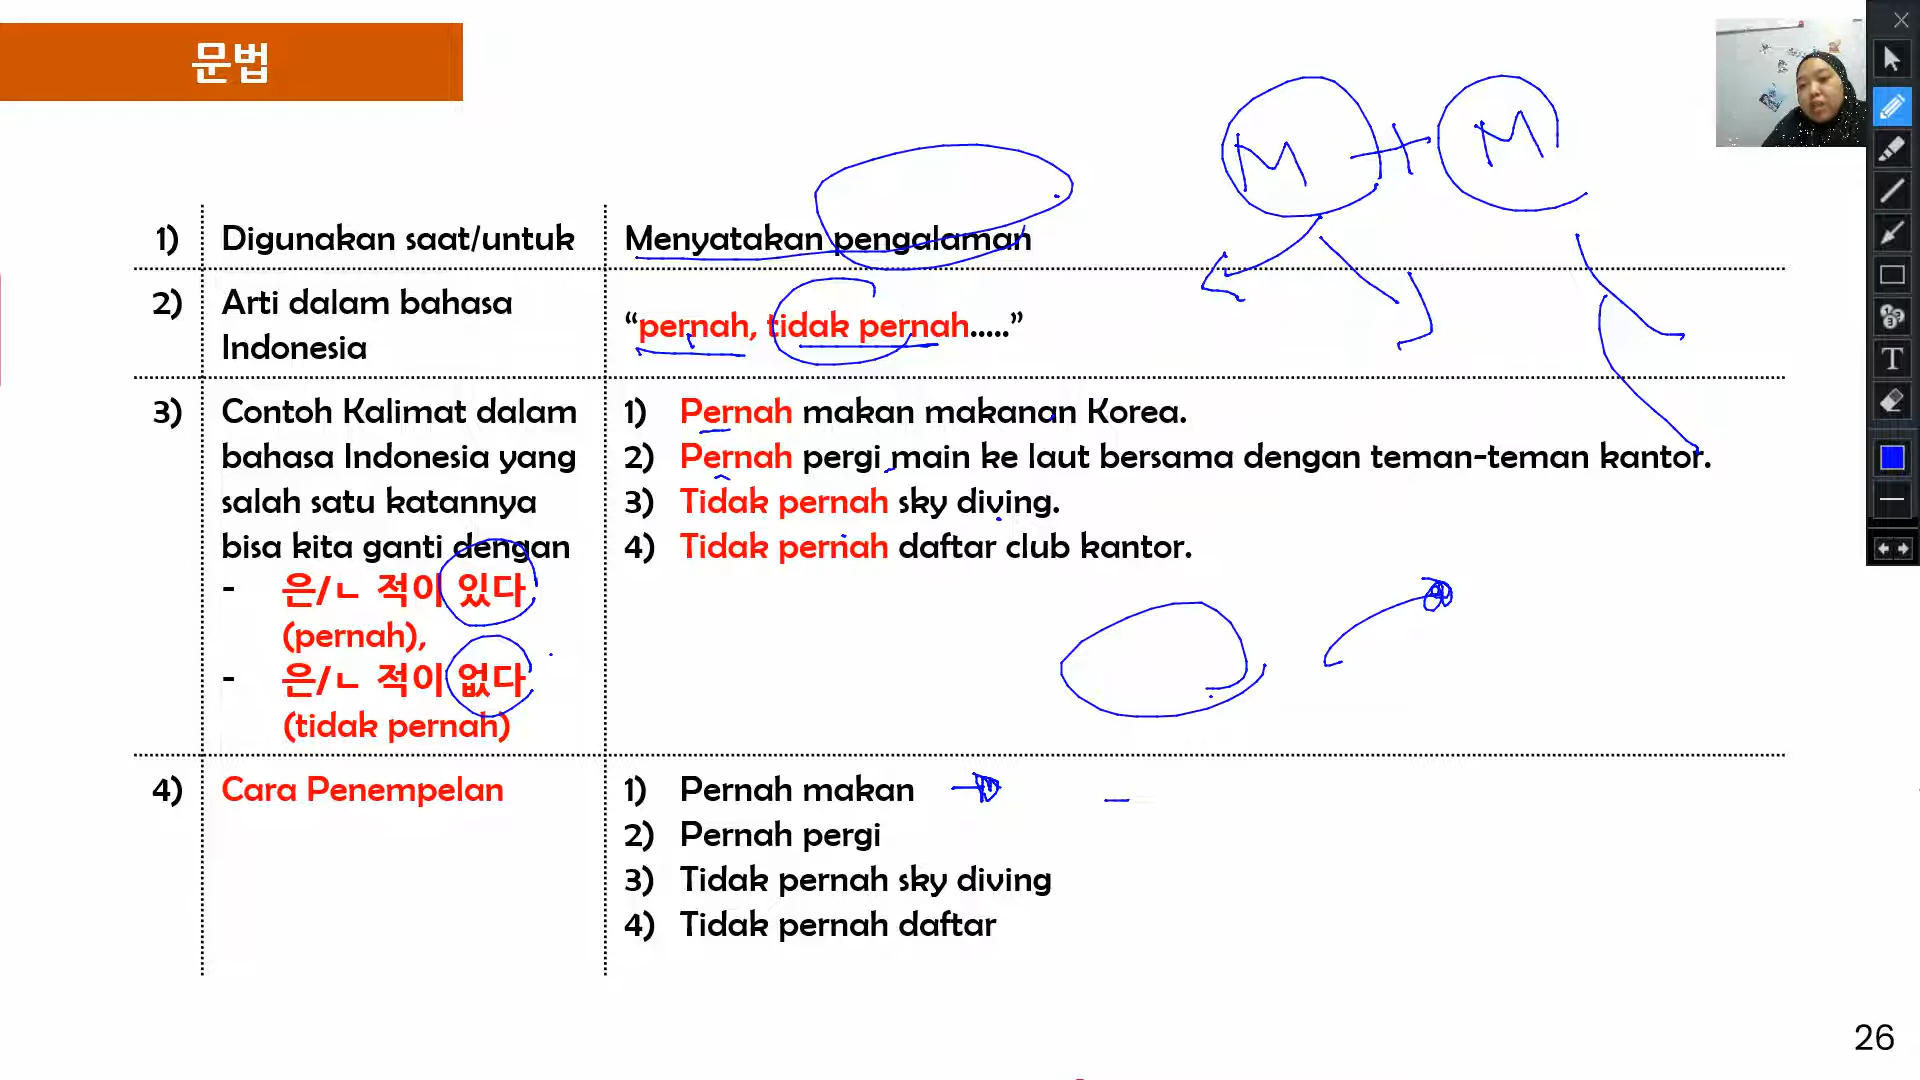 문법
M + M
1) Digunakan saat/untuk Menyatakan pengalaman
2) Arti dalam bahasa Indonesia
“pernah, tidak pernah.....”
3) Contoh Kalimat dalam bahasa Indonesia yang salah satu katannya bisa kita ganti dengan
- 은/ㄴ 적이 있다
(pernah),
- 은/ㄴ 적이 없다
(tidak pernah)
1) Pernah makan makanan Korea.
2) Pernah pergi main ke laut bersama dengan teman-teman kantor.
3) Tidak pernah sky diving.
4) Tidak pernah daftar club kantor.
4) Cara Penempelan
1) Pernah makan
2) Pernah pergi
3) Tidak pernah sky diving
4) Tidak pernah daftar
26